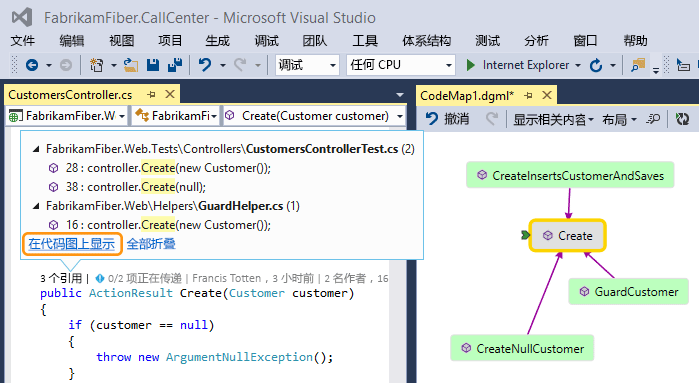 FabrikamFiber.CallCenter - Microsoft Visual Studio
文件 编辑 视图 项目 生成 调试 团队 工具 体系结构 测试 分析 窗口 帮助
调试 任何 CPU Internet Explorer
CustomersController.cs
FabrikamFiber.W FabrikamFi Create(Customer customer)
FabrikamFiber.Web.Tests\Controllers\CustomersControllerTest.cs (2)
28 : controller.Create(new Customer());
38 : controller.Create(null);
FabrikamFiber.Web\Helpers\GuardHelper.cs (1)
16 : controller.Create(new Customer());
在代码图上显示 全部折叠
3 个引用 | 0/2 项正在传递 | Francis Totten，3 小时前 | 2 名作者，16
public ActionResult Create(Customer customer)
{
if (customer == null)
{
throw new ArgumentNullException();
}
CodeMap1.dgml*
撤消 显示相关内容 布局
CreateInsertsCustomerAndSaves
Create
GuardCustomer
CreateNullCustomer